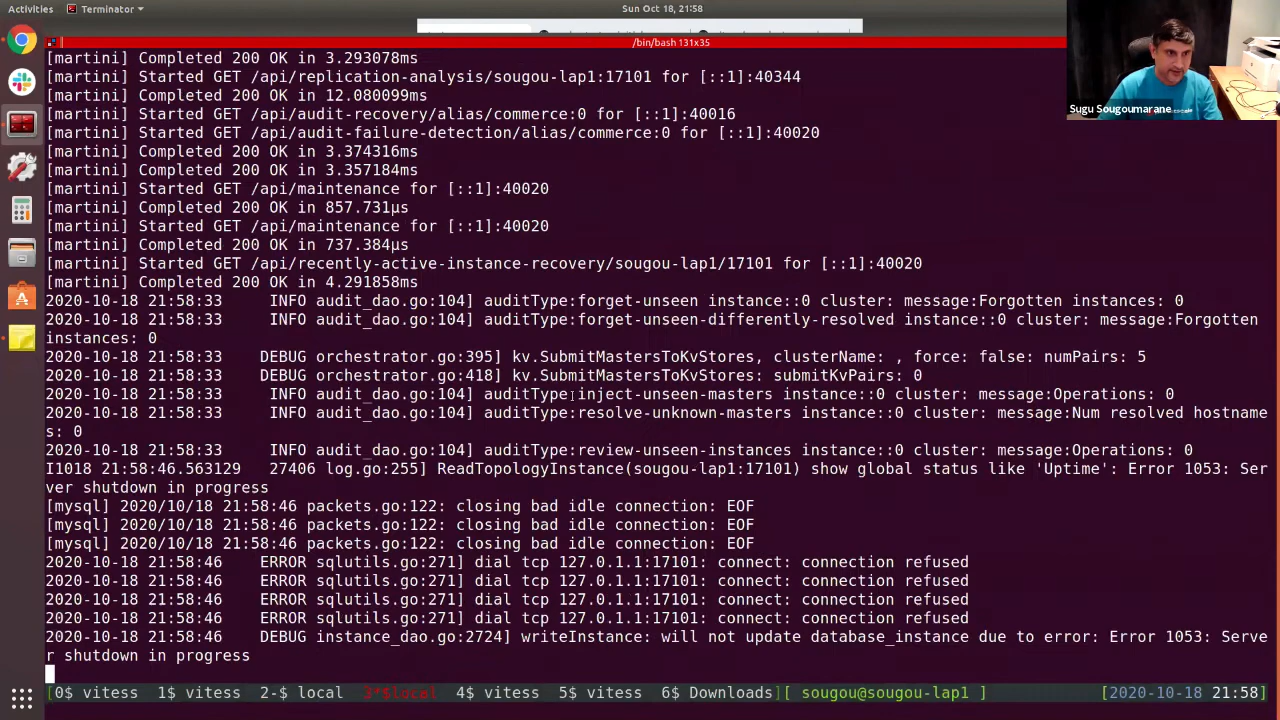 Activities
Terminator
Sun Oct 18, 21:58
/bin/bash 131x35
[martini] Completed 200 OK in 3.293078ms
[martini] Started GET /api/replication-analysis/sougou-lap1:17101 for [::1]:40344
[martini] Completed 200 OK in 12.080099ms
[martini] Started GET /api/audit-recovery/alias/commerce:0 for [::1]:40016
[martini] Started GET /api/audit-failure-detection/alias/commerce:0 for [::1]:40020
[martini] Completed 200 OK in 3.374316ms
[martini] Completed 200 OK in 3.357184ms
[martini] Started GET /api/maintenance for [::1]:40020
[martini] Completed 200 OK in 857.731µs
[martini] Started GET /api/maintenance for [::1]:40020
[martini] Completed 200 OK in 737.384µs
[martini] Started GET /api/recently-active-instance-recovery/sougou-lap1/17101 for [::1]:40020
[martini] Completed 200 OK in 4.291858ms
2020-10-18 21:58:33 INFO audit_dao.go:104] auditType:forget-unseen instance::0 cluster: message:Forgotten instances: 0
2020-10-18 21:58:33 INFO audit_dao.go:104] auditType:forget-unseen-differently-resolved instance::0 cluster: message:Forgotten
instances: 0
2020-10-18 21:58:33 DEBUG orchestrator.go:395] kv.SubmitMastersToKvStores, clusterName: , force: false: numPairs: 5
2020-10-18 21:58:33 DEBUG orchestrator.go:418] kv.SubmitMastersToKvStores: submitKvPairs: 0
2020-10-18 21:58:33 INFO audit_dao.go:104] auditType:inject-unseen-masters instance::0 cluster: message:Operations: 0
2020-10-18 21:58:33 INFO audit_dao.go:104] auditType:resolve-unknown-masters instance::0 cluster: message:Num resolved hostname
s: 0
2020-10-18 21:58:33 INFO audit_dao.go:104] auditType:review-unseen-instances instance::0 cluster: message:Operations: 0
I1018 21:58:46.563129 27406 log.go:255] ReadTopologyInstance(sougou-lap1:17101) show global status like 'Uptime': Error 1053: Ser
ver shutdown in progress
[mysql] 2020/10/18 21:58:46 packets.go:122: closing bad idle connection: EOF
[mysql] 2020/10/18 21:58:46 packets.go:122: closing bad idle connection: EOF
[mysql] 2020/10/18 21:58:46 packets.go:122: closing bad idle connection: EOF
2020-10-18 21:58:46 ERROR sqlutils.go:271] dial tcp 127.0.1.1:17101: connect: connection refused
2020-10-18 21:58:46 ERROR sqlutils.go:271] dial tcp 127.0.1.1:17101: connect: connection refused
2020-10-18 21:58:46 ERROR sqlutils.go:271] dial tcp 127.0.1.1:17101: connect: connection refused
2020-10-18 21:58:46 ERROR sqlutils.go:271] dial tcp 127.0.1.1:17101: connect: connection refused
2020-10-18 21:58:46 DEBUG instance_dao.go:2724] writeInstance: will not update database_instance due to error: Error 1053: Serve
r shutdown in progress
[0$ vitess 1$ vitess 2-$ local 3*$local 4$ vitess 5$ vitess 6$ Downloads][ sougou@sougou-lap1 ] [2020-10-18 21:58]
Sugu Sougoumarane